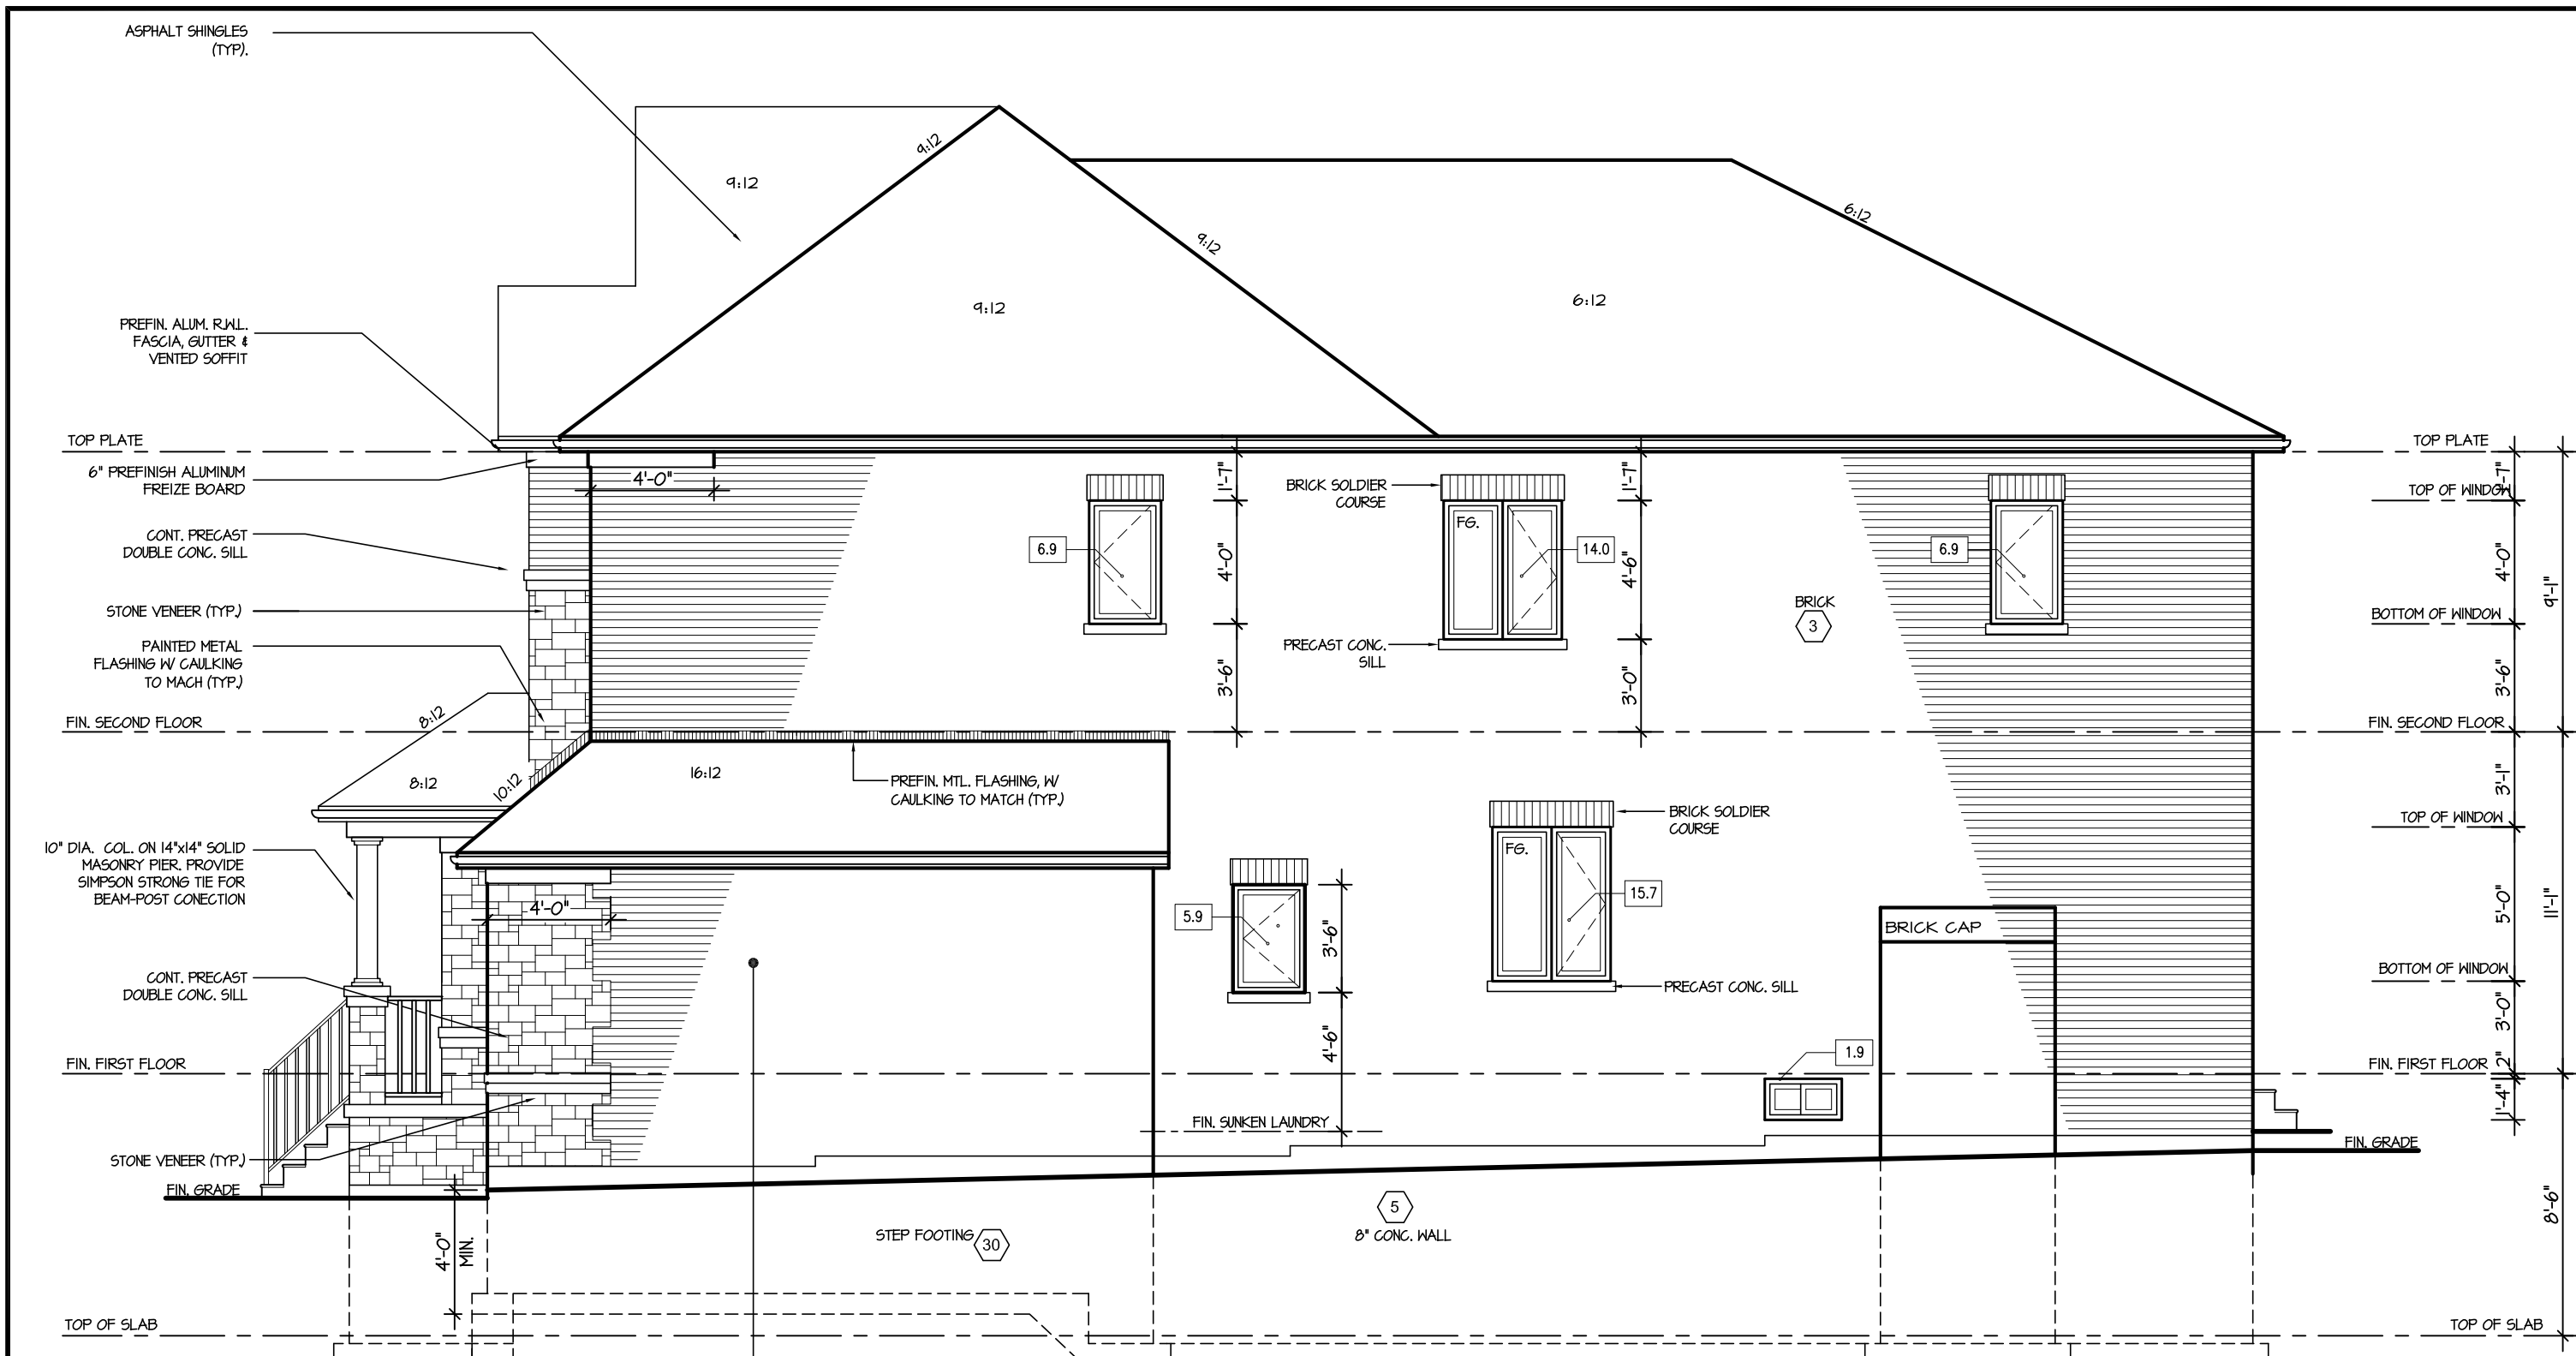 ASPHALT SHINGLES
(TYP).
9:12
9:12
9:12
9:12
6:12
6:12
PREFIN. ALUM. R.W.L.
FASCIA, GUTTER &
VENTED SOFFIT
TOP PLATE
TOP PLATE
6" PREFINISH ALUMINUM
FREIZE BOARD
4'-0"
1'-7"
BRICK SOLDIER
COURSE
1'-7"
1'-7"
TOP OF WINDOW
FG.
CONT. PRECAST
DOUBLE CONC. SILL
6.9
4'-0"
14.0
4'-6"
6.9
4'-0"
9'-1"
STONE VENEER (TYP.)
BRICK
3
BOTTOM OF WINDOW
PAINTED METAL
FLASHING W/ CAULKING
TO MACH (TYP.)
PRECAST CONC.
SILL
3'-6"
3'-0"
3'-6"
8:12
FIN. SECOND FLOOR
FIN. SECOND FLOOR
8:12
10:12
16:12
PREFIN. MTL. FLASHING, W/
CAULKING TO MATCH (TYP.)
3'-1"
BRICK SOLDIER
COURSE
TOP OF WINDOW
10" DIA. COL. ON 14"x14" SOLID
MASONRY PIER. PROVIDE
SIMPSON STRONG TIE FOR
BEAM-POST CONECTION
FG.
4'-0"
5.9
3'-6"
15.7
5'-0"
11'-1"
BRICK CAP
CONT. PRECAST
DOUBLE CONC. SILL
BOTTOM OF WINDOW
PRECAST CONC. SILL
4'-6"
3'-0"
1.9
FIN. FIRST FLOOR
FIN. FIRST FLOOR
2"
1'-4"
FIN. SUNKEN LAUNDRY
FIN. GRADE
STONE VENEER (TYP.)
FIN. GRADE
5
8" CONC. WALL
STEP FOOTING
30
4'-0"
MIN.
8'-6"
TOP OF SLAB
TOP OF SLAB